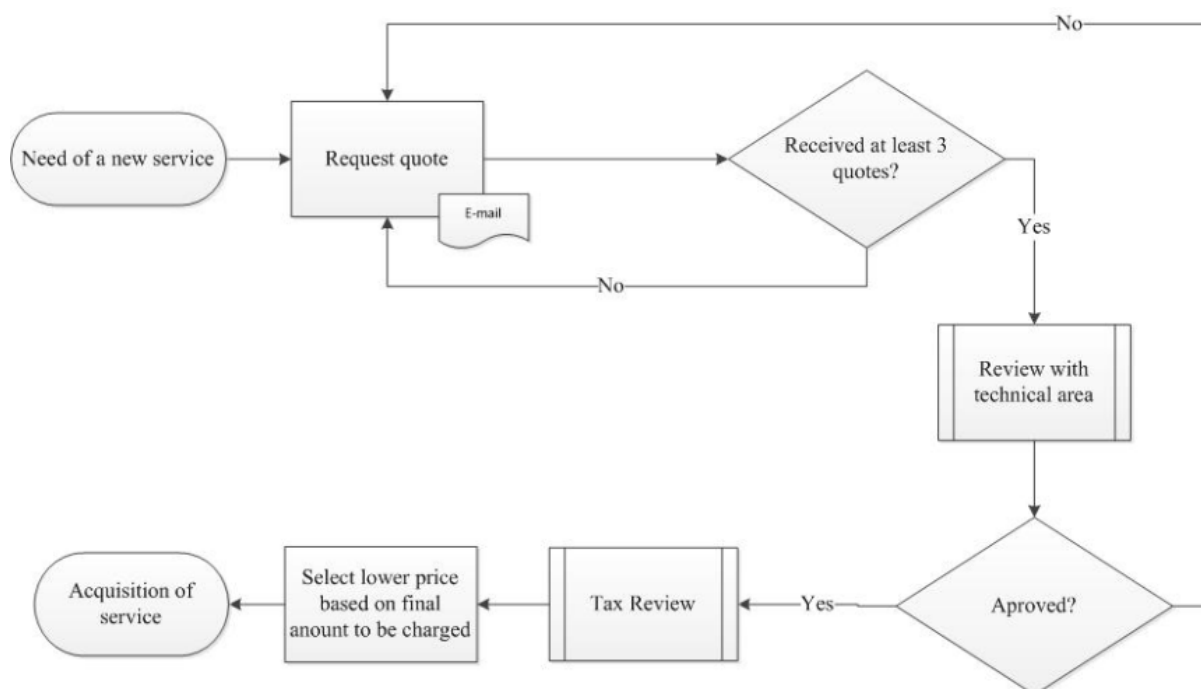 No
Need of a new service
Request quote
E-mail
Received at least 3
quotes?
Yes
No
Review with
technical area
Aproved?
Yes
Tax Review
Select lower price
based on final
amount to be charged
Acquisition of
service